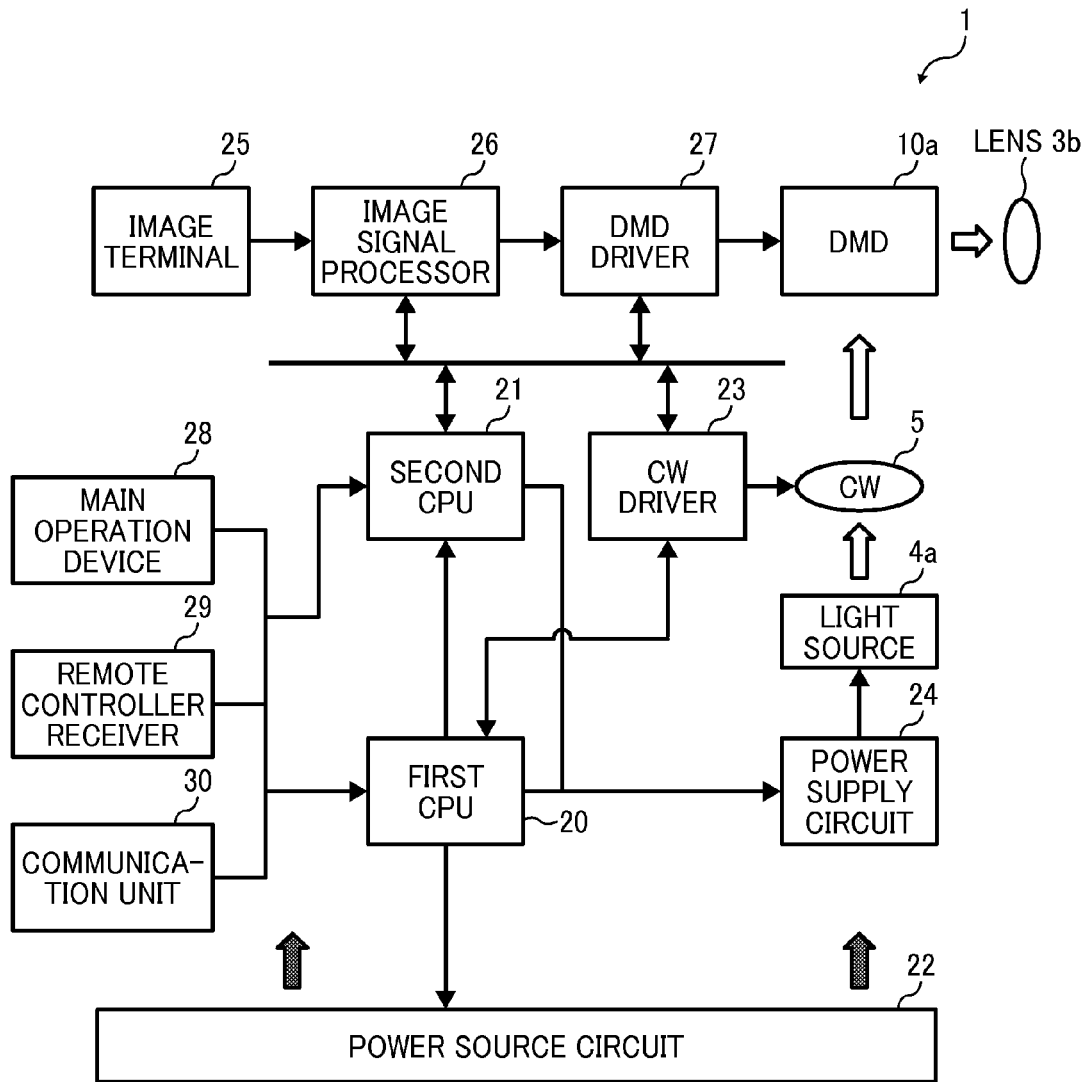 1
25
26
27
10a
LENS 3b
IMAGE
TERMINAL
IMAGE
SIGNAL
PROCESSOR
DMD
DRIVER
DMD
21
23
5
28
SECOND
CPU
CW
DRIVER
CW
MAIN
OPERATION
DEVICE
4a
29
LIGHT
SOURCE
REMOTE
CONTROLLER
RECEIVER
24
30
FIRST
CPU
20
POWER
SUPPLY
CIRCUIT
COMMUNICA-
TION UNIT
22
POWER SOURCE CIRCUIT